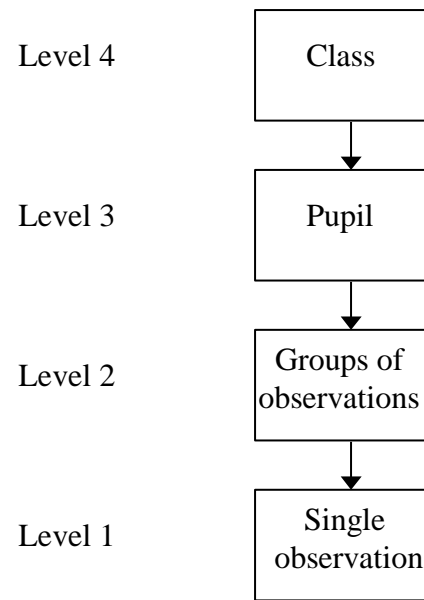 Level 4
Class
Level 3
Pupil
Level 2
Groups of
observations
Level 1
Single
observation